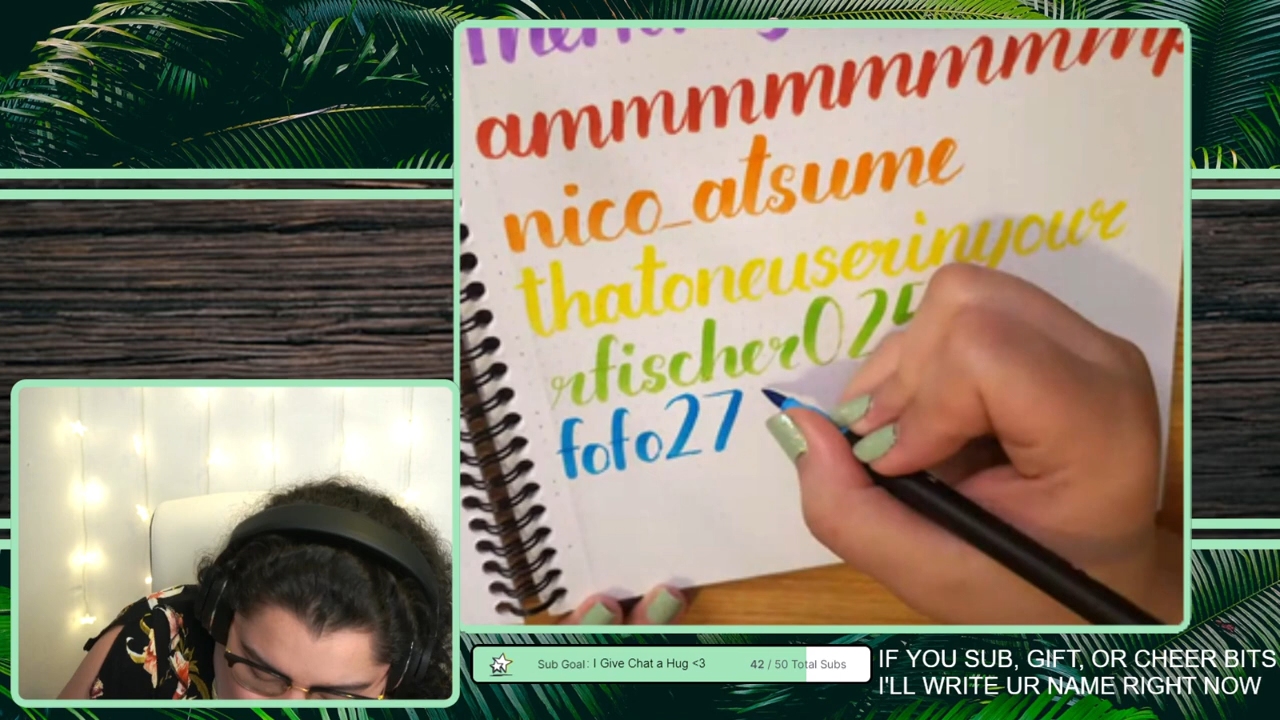 ammmmmmmmp
nico_atsume
thatoneuserinyour
rfischer025
fofo27
Sub Goal: I Give Chat a Hug <3 42 / 50 Total Subs
IF YOU SUB, GIFT, OR CHEER BITS
I'LL WRITE UR NAME RIGHT NOW